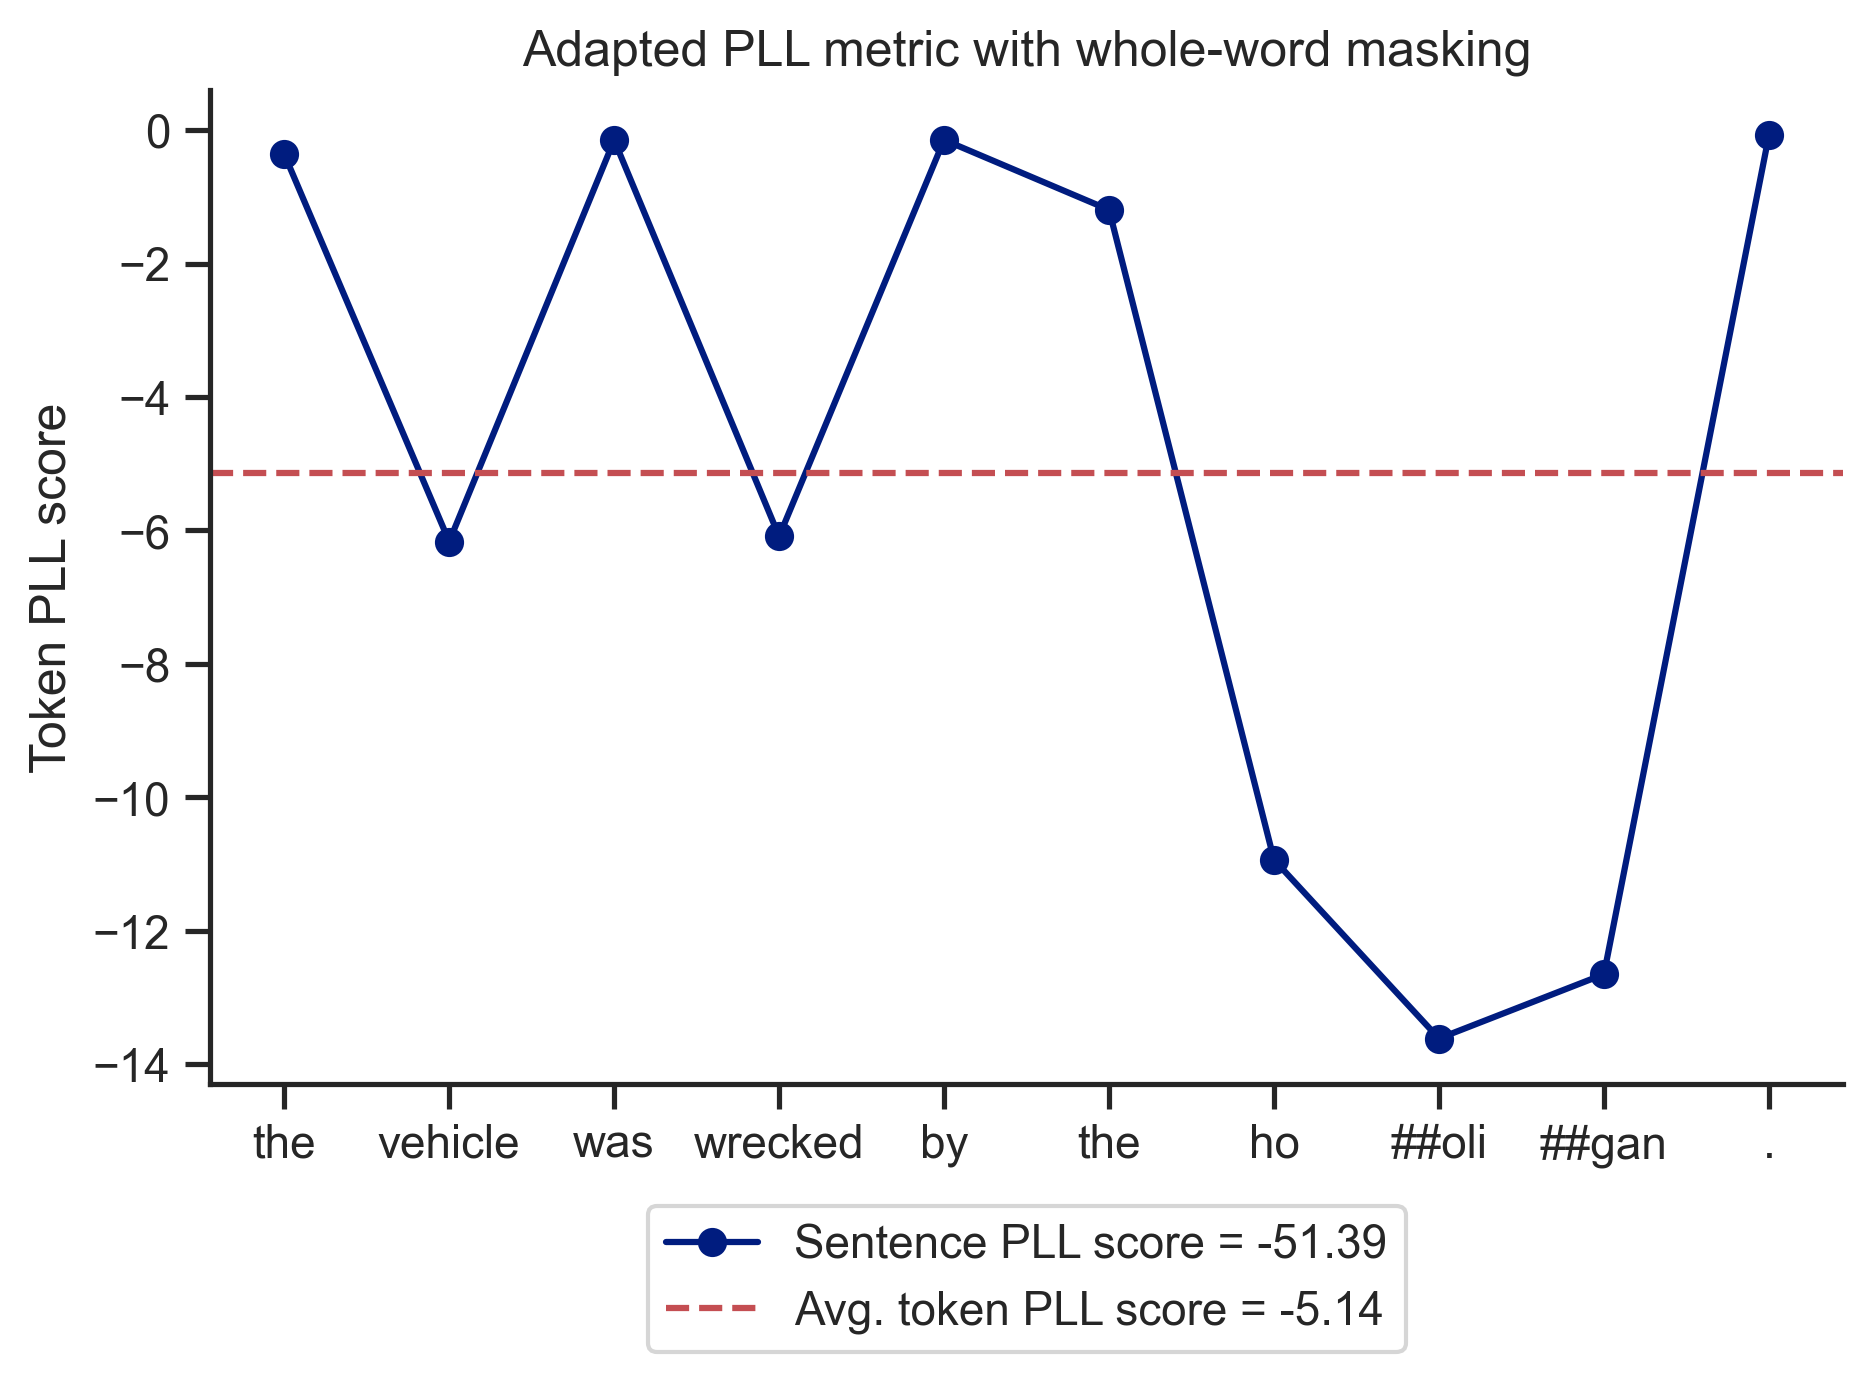 Adapted PLL metric with whole-word masking
Token PLL score
0
−2
−4
−6
−8
−10
−12
−14
the vehicle was wrecked by the ho ##oli ##gan .
Sentence PLL score = -51.39
Avg. token PLL score = -5.14